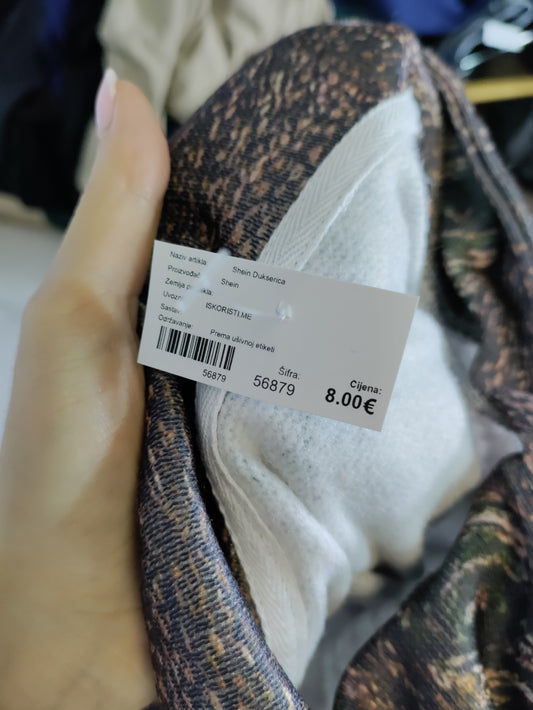 Naziv artikla: Shein Dukserica
Proizvođač: Shein
Zemlja
Uvoznik: ISKORISTI.ME
Sastav:
Održavanje: Prema ušivnoj etiketi
56879
Šifra:
56879
Cijena:
8.00€